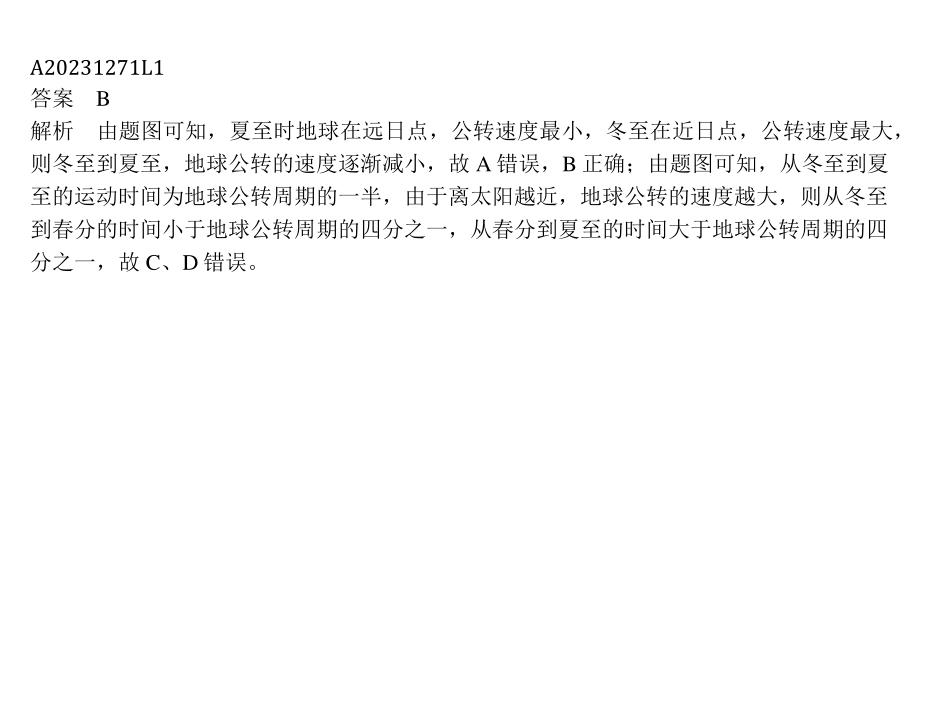 A20231271L1
答案 B
解析 由题图可知，夏至时地球在远日点，公转速度最小，冬至在近日点，公转速度最大，
则冬至到夏至，地球公转的速度逐渐减小，故 A 错误，B 正确；由题图可知，从冬至到夏
至的运动时间为地球公转周期的一半，由于离太阳越近，地球公转的速度越大，则从冬至
到春分的时间小于地球公转周期的四分之一，从春分到夏至的时间大于地球公转周期的四
分之一，故 C、D 错误。